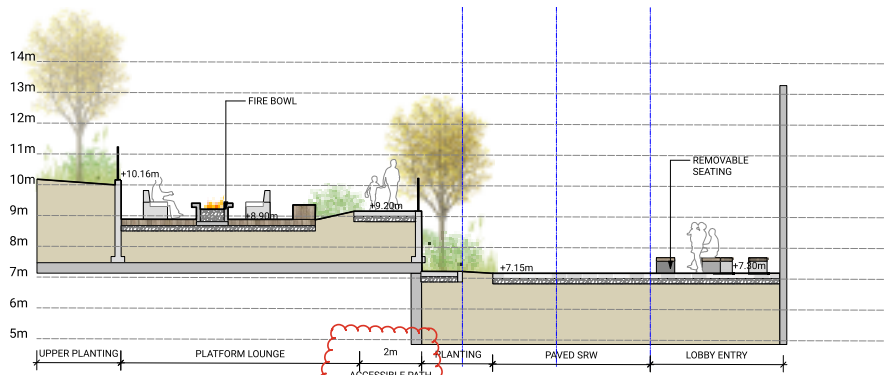 14m
13m
12m
11m
10m
9m
8m
7m
6m
5m
FIRE BOWL
+10.16m
+8.90m
+9.20m
REMOVABLE
SEATING
+7.15m
+7.30m
UPPER PLANTING
PLATFORM LOUNGE
2m
ACCESSIBLE PATH
PLANTING
PAVED SRW
LOBBY ENTRY